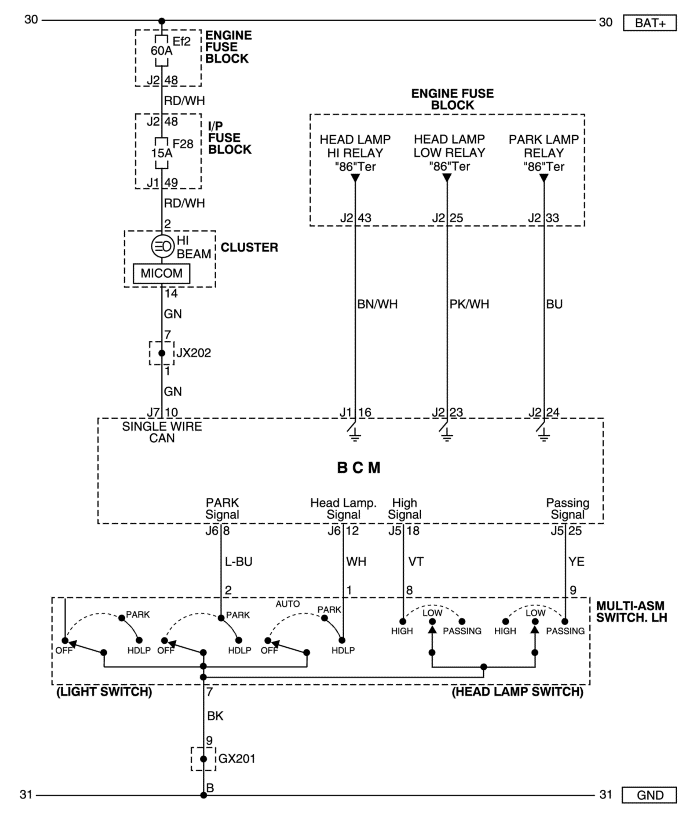 30
30
BAT+
Ef2
60A
ENGINE
FUSE
BLOCK
J2 48
RD/WH
J2 48
I/P
FUSE
BLOCK
F28
15A
J1 49
RD/WH
2
HI
BEAM
CLUSTER
MICOM
14
GN
7
JX202
1
GN
J7 10
ENGINE FUSE
BLOCK
HEAD LAMP
HI RELAY
"86"Ter
HEAD LAMP
LOW RELAY
"86"Ter
PARK LAMP
RELAY
"86"Ter
J2 43
J2 25
J2 33
BN/WH
PK/WH
BU
J1 16
J2 23
J2 24
SINGLE WIRE
CAN
B C M
PARK
Signal
Head Lamp.
Signal
High
Signal
Passing
Signal
J6 8
J6 12
J5 18
J5 25
L-BU
WH
VT
YE
2
1
8
9
MULTI-ASM
SWITCH. LH
PARK
OFF
HDLP
PARK
OFF
HDLP
AUTO
PARK
OFF
HDLP
LOW
HIGH
PASSING
LOW
HIGH
PASSING
(LIGHT SWITCH)
(HEAD LAMP SWITCH)
7
BK
9
GX201
B
31
31
GND